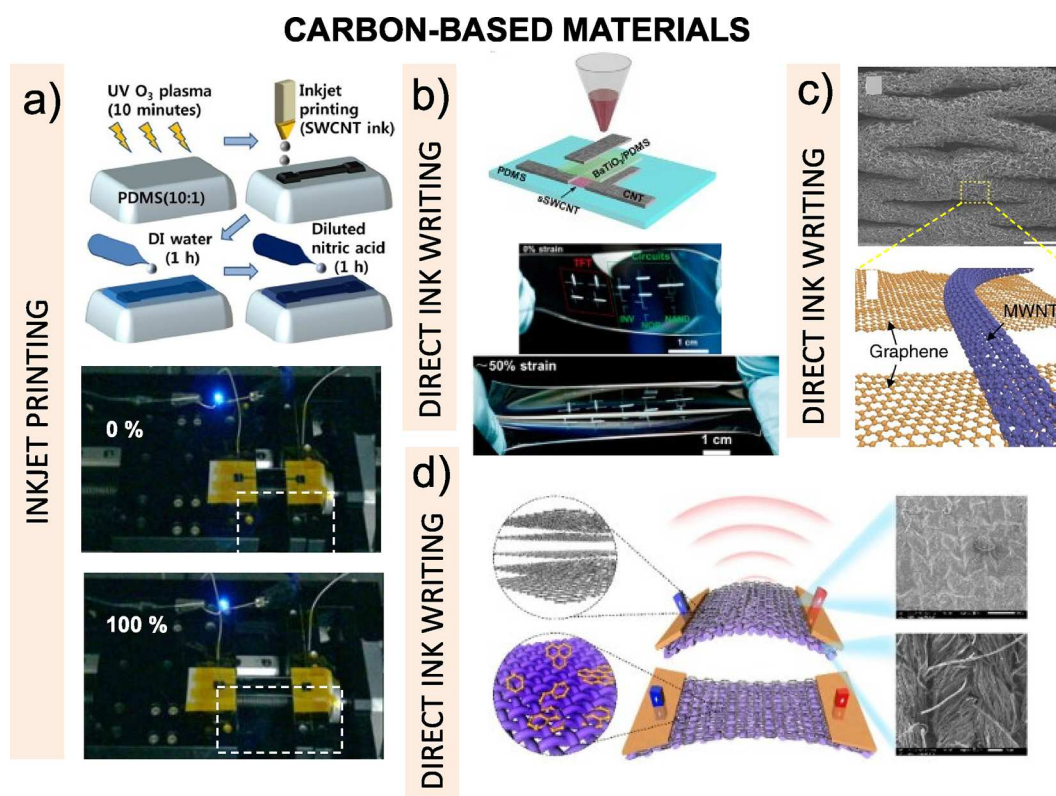 CARBON-BASED MATERIALS
a)
INKJET PRINTING
UV O3 plasma
(10 minutes)
Inkjet
printing
(SWCNT ink)
PDMS(10:1)
DI water
(1 h)
Diluted
nitric acid
(1 h)
0 %
100 %
b)
DIRECT INK WRITING
PDMS
BaTiO3/PDMS
sSWCNT
CNT
0% strain
TFT
Circuits
INV
NOR
NAND
1 cm
~50% strain
1 cm
c)
DIRECT INK WRITING
MWNT
Graphene
d)
DIRECT INK WRITING